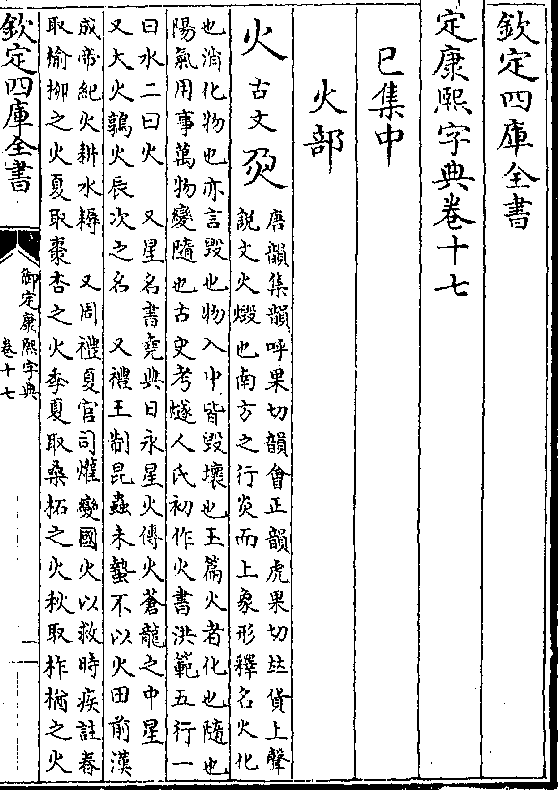 欽定四庫全書
定康熙字典卷十七
巳集中
火部
火 古文 𤆄
唐韻集韻呼果切韻會正韻虎果切𠀤貨上聲
說文火燬也南方之行炎而上象形釋名火化
也消化物也亦言毁也物入中皆毁壞也玉篇火者化也隨也
陽氣用事萬物變隨也古史考燧人氏初作火書洪範五行一
曰水二曰火 又星名書堯典日永星火傳火蒼龍之中星
又大火鶉火辰次之名 又禮王制昆蟲未蟄不以火田前漢
成帝紀火耕水耨 又周禮夏官司爟變國火以救時疾註春
取榆柳之火夏取棗杏之火季夏取桑柘之火秋取柞楢之火
欽定四庫全書
御定康熙字典
卷十七
一